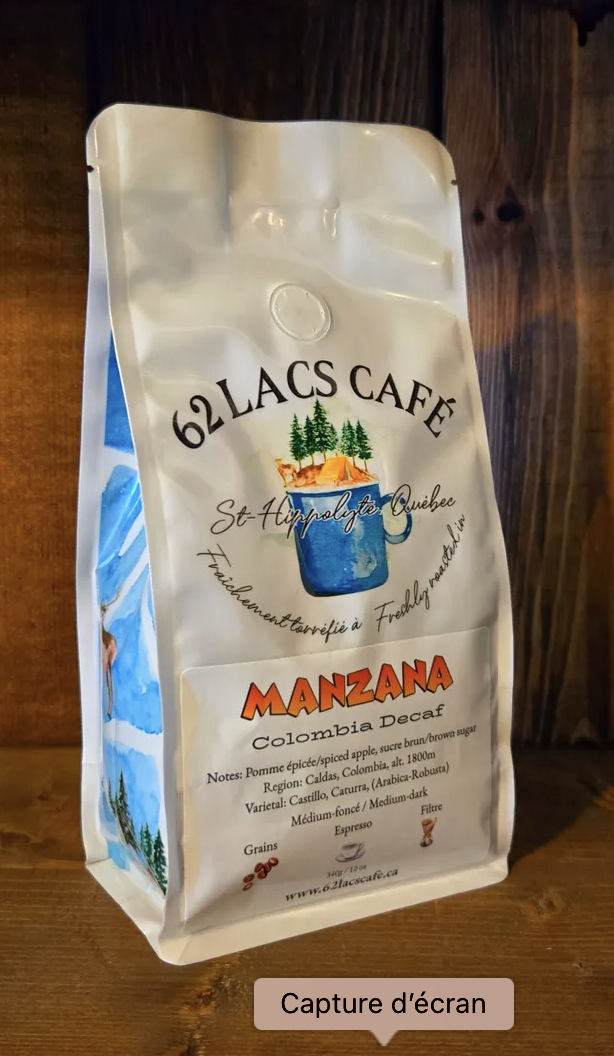 62 LACS CAFÉ
St-Hippolyte, Québec
Fraîchement torréfié à Freshly roasted in
MANZANA
Colombia Decaf
Notes: Pomme épicée/spiced apple, sucre brun/brown sugar
Region: Caldas, Colombia, alt. 1800m
Varietal: Castillo, Caturra, (Arabica-Robusta)
Médium-foncé / Medium-dark
Grains Espresso Filtre
340g / 12 oz
www.62lacscafe.ca
Capture d’écran